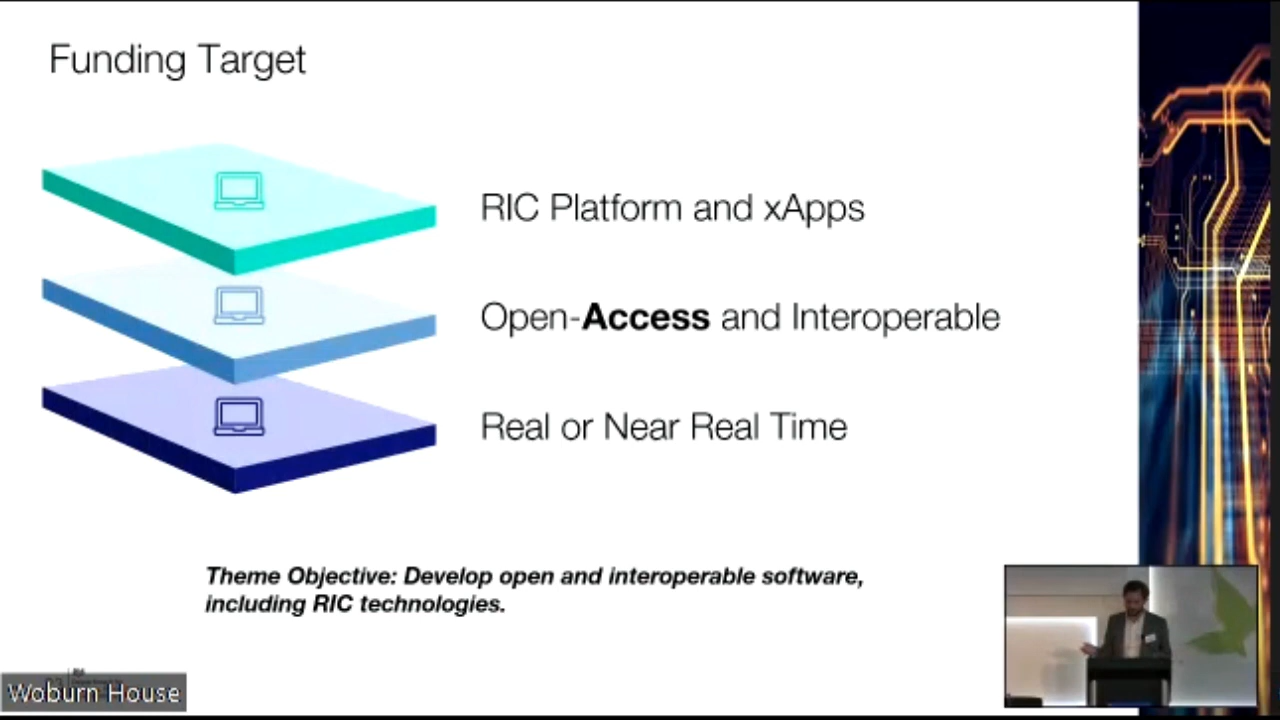 Funding Target
RIC Platform and xApps
Open-Access and Interoperable
Real or Near Real Time
Theme Objective: Develop open and interoperable software,
including RIC technologies.
Woburn House